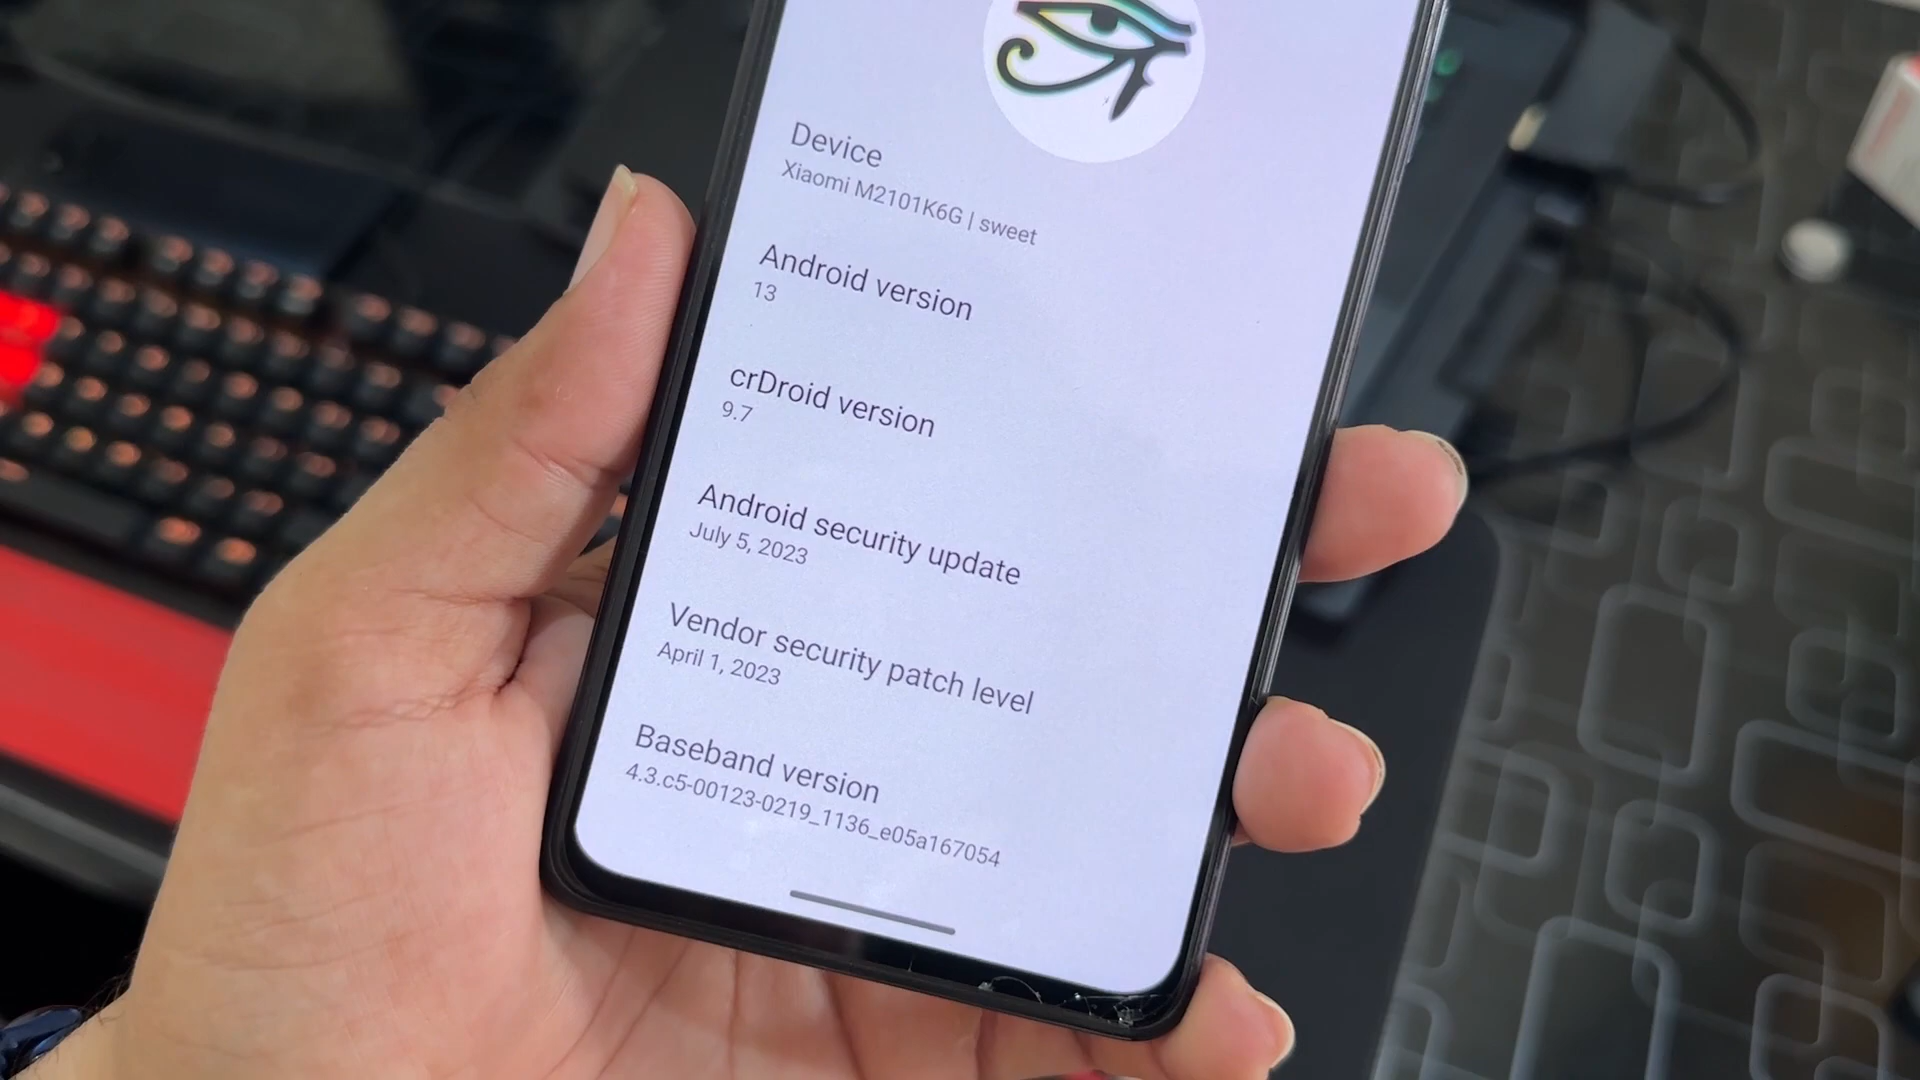 Device
Xiaomi M2101K6G | sweet
Android version
13
crDroid version
9.7
Android security update
July 5, 2023
Vendor security patch level
April 1, 2023
Baseband version
4.3.c5-00123-0219_1136_e05a167054